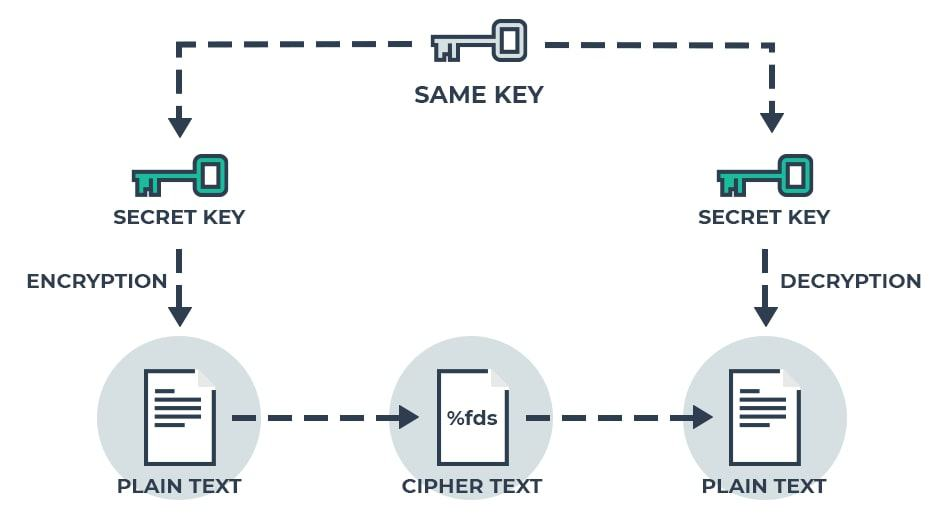 SAME KEY
SECRET KEY
SECRET KEY
ENCRYPTION
DECRYPTION
%fds
PLAIN TEXT
CIPHER TEXT
PLAIN TEXT